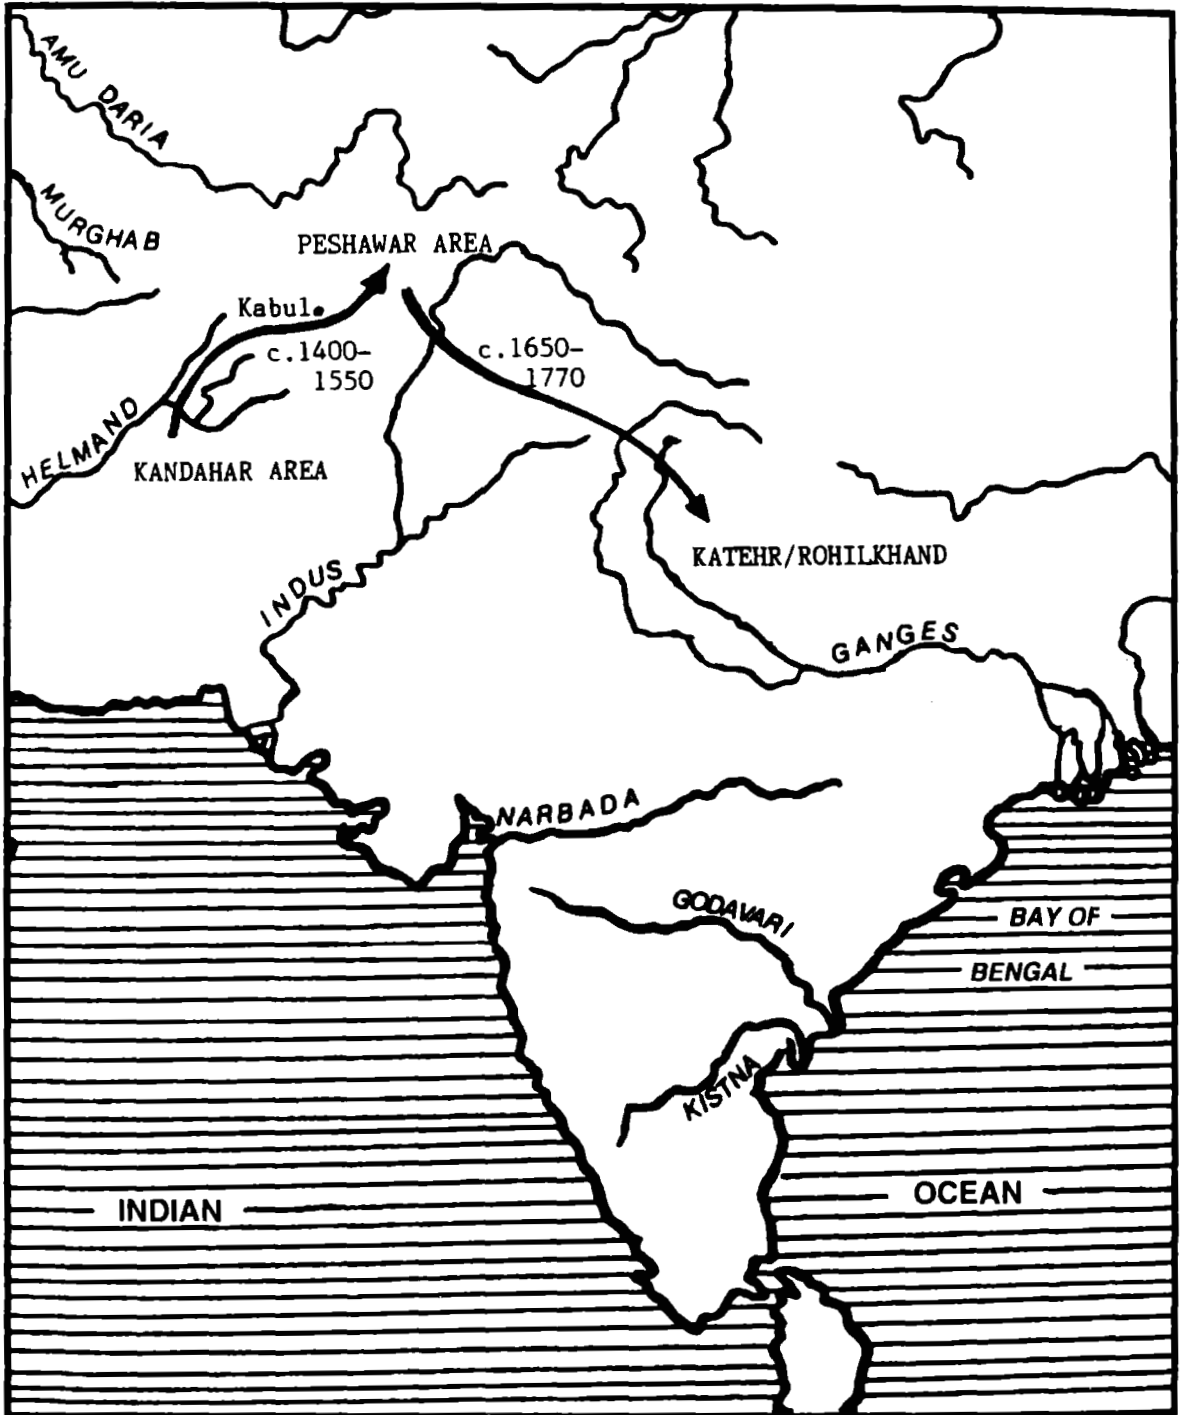 AMU DARIA
MURGHAB
PESHAWAR AREA
Kabul
c.1400-
1550
c.1650-
1770
HELMAND
KANDAHAR AREA
KATEHR/ROHILKHAND
INDUS
GANGES
NARBADA
GODAVARI
BAY OF
BENGAL
KISTNA
INDIAN
OCEAN